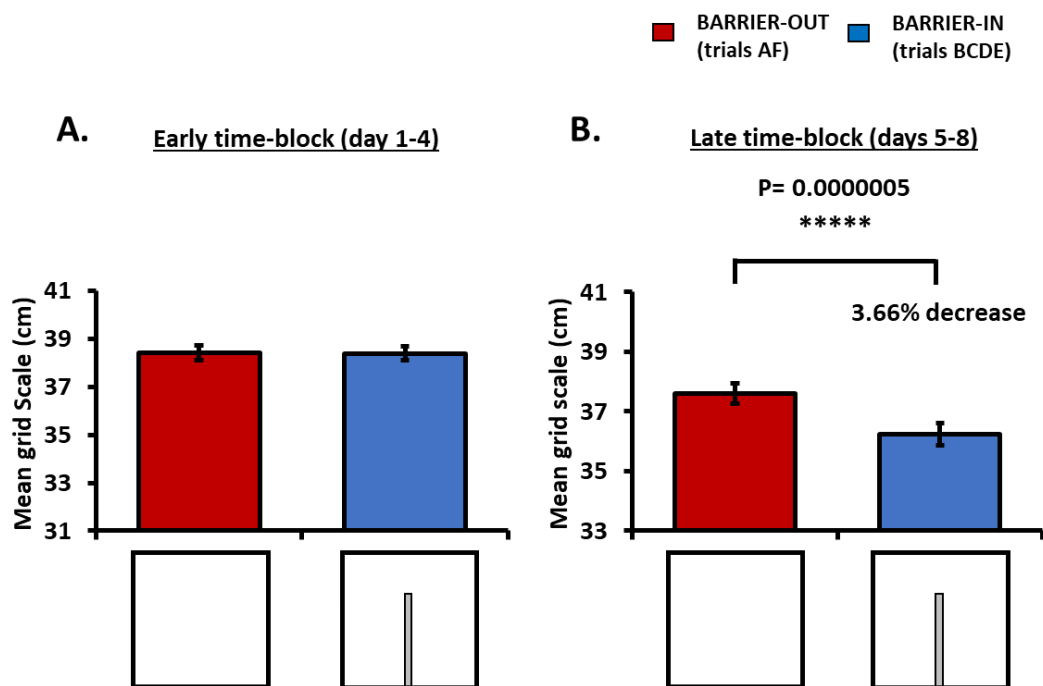 BARRIER-OUT
(trials AF)
BARRIER-IN
(trials BCDE)
A.
Early time-block (day 1-4)
Mean grid Scale (cm)
41
39
37
35
33
31
B.
Late time-block (days 5-8)
P= 0.0000005
*****
3.66% decrease
Mean grid scale (cm)
41
39
37
35
33